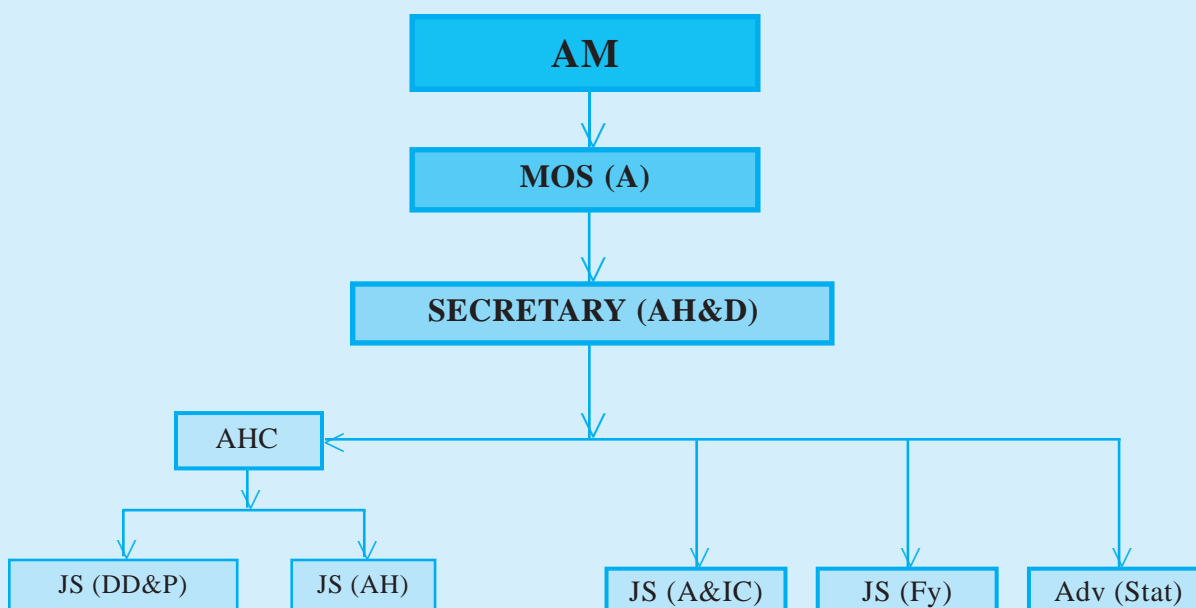 AM
MOS (A)
SECRETARY (AH&D)
AHC
JS (DD&P)
JS (AH)
JS (A&IC)
JS (Fy)
Adv (Stat)